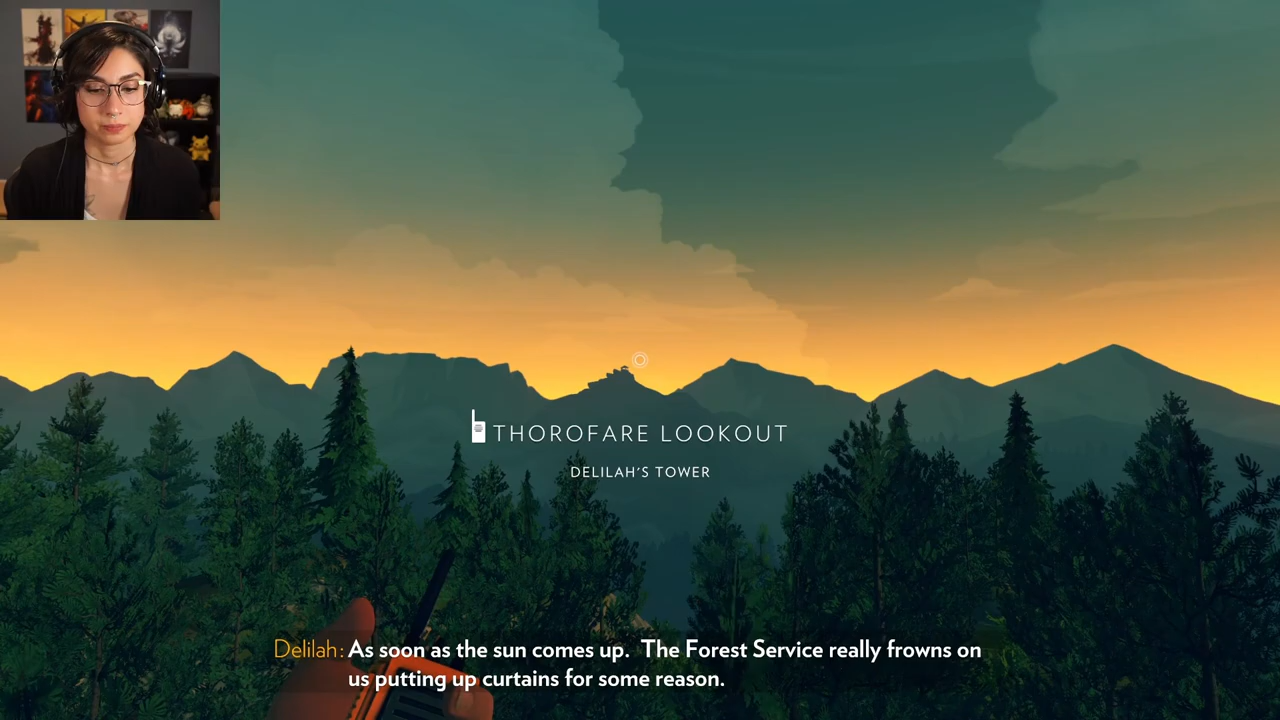 THOROFARE LOOKOUT
DELILAH'S TOWER
Delilah: As soon as the sun comes up.  The Forest Service really frowns on
us putting up curtains for some reason.